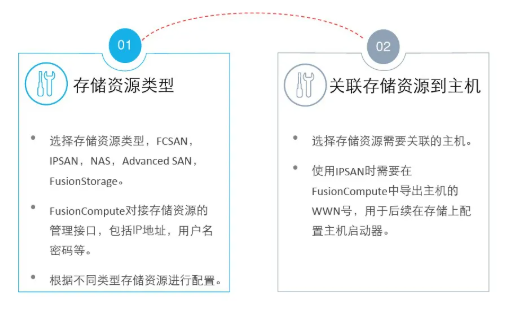 01
存储资源类型
• 选择存储资源类型，FCSAN，
IPSAN，NAS，Advanced SAN，
FusionStorage。
• FusionCompute对接存储资源的
管理接口，包括IP地址，用户名
密码等。
• 根据不同类型存储资源进行配置。
02
关联存储资源到主机
• 选择存储资源需要关联的主机。
• 使用IPSAN时需要在
FusionCompute中导出主机的
WWN号，用于后续在存储上配
置主机启动器。